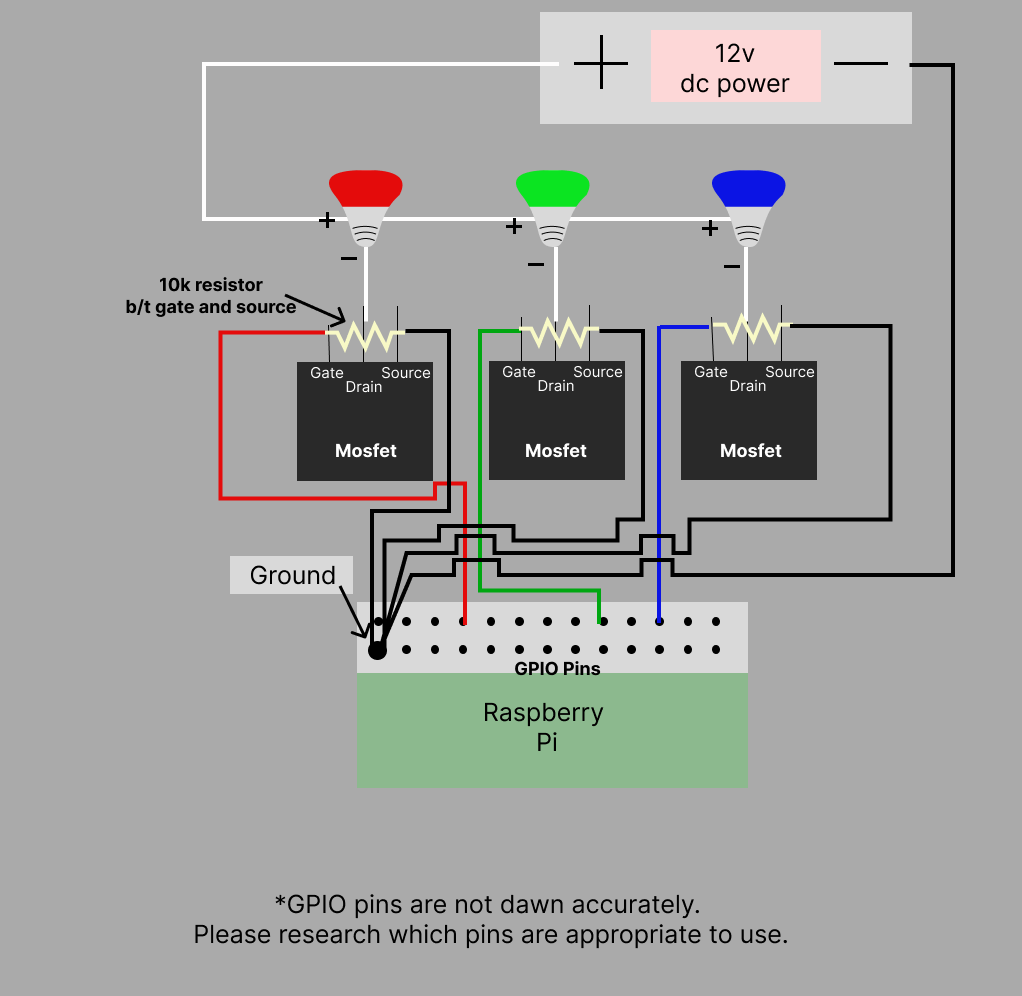 12v
dc power
+
+
+
10k resistor
b/t gate and source
Gate
Drain
Source
Mosfet
Gate
Drain
Source
Mosfet
Gate
Drain
Source
Mosfet
Ground
GPIO Pins
Raspberry
Pi
*GPIO pins are not dawn accurately.
Please research which pins are appropriate to use.